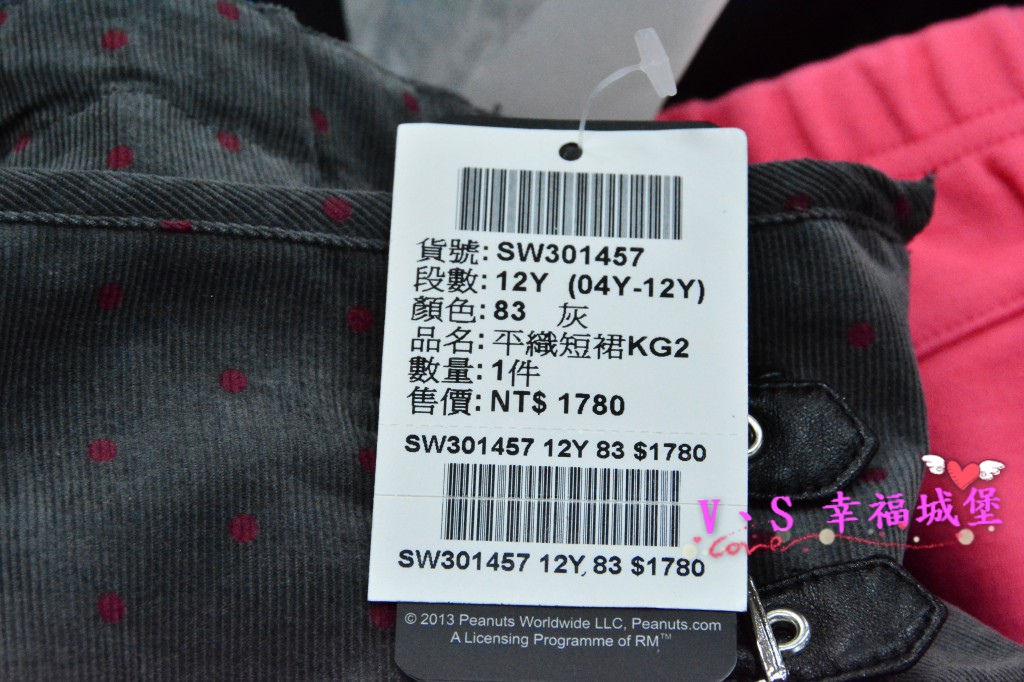 貨號: SW301457
段數: 12Y (04Y-12Y)
顏色: 83 灰
品名: 平織短裙KG2
數量: 1件
售價: NT$ 1780
SW301457 12Y 83 $1780
SW301457 12Y 83 $1780
V、S 幸福城堡
Love
© 2013 Peanuts Worldwide LLC, Peanuts.com
A Licensing Programme of RM™